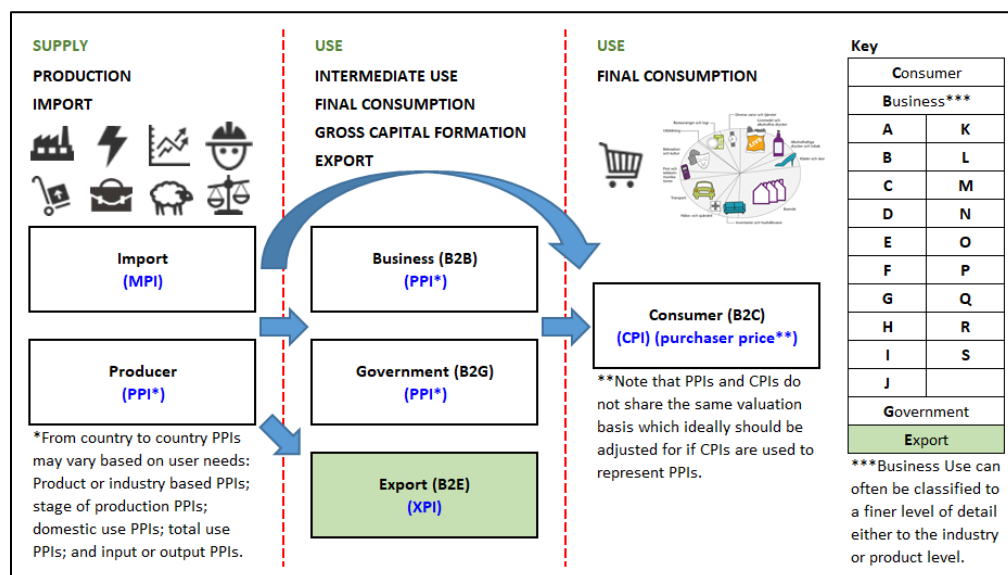 SUPPLY
PRODUCTION
IMPORT
Import
(MPI)
Producer
(PPI*)
*From country to country PPIs
may vary based on user needs:
Product or industry based PPIs;
stage of production PPIs;
domestic use PPIs; total use
PPIs; and input or output PPIs.
USE
INTERMEDIATE USE
FINAL CONSUMPTION
GROSS CAPITAL FORMATION
EXPORT
Business (B2B)
(PPI*)
Government (B2G)
(PPI*)
Export (B2E)
(XPI)
USE
FINAL CONSUMPTION
Transport
Boende
Consumer (B2C)
(CPI) (purchaser price**)
**Note that PPIs and CPIs do
not share the same valuation
basis which ideally should be
adjusted for if CPIs are used to
represent PPIs.
Key
Consumer
Business***
A K
B L
C M
D N
E O
F P
G Q
H R
I S
J
Government
Export
***Business Use can
often be classified to
a finer level of detail
either to the industry
or product level.